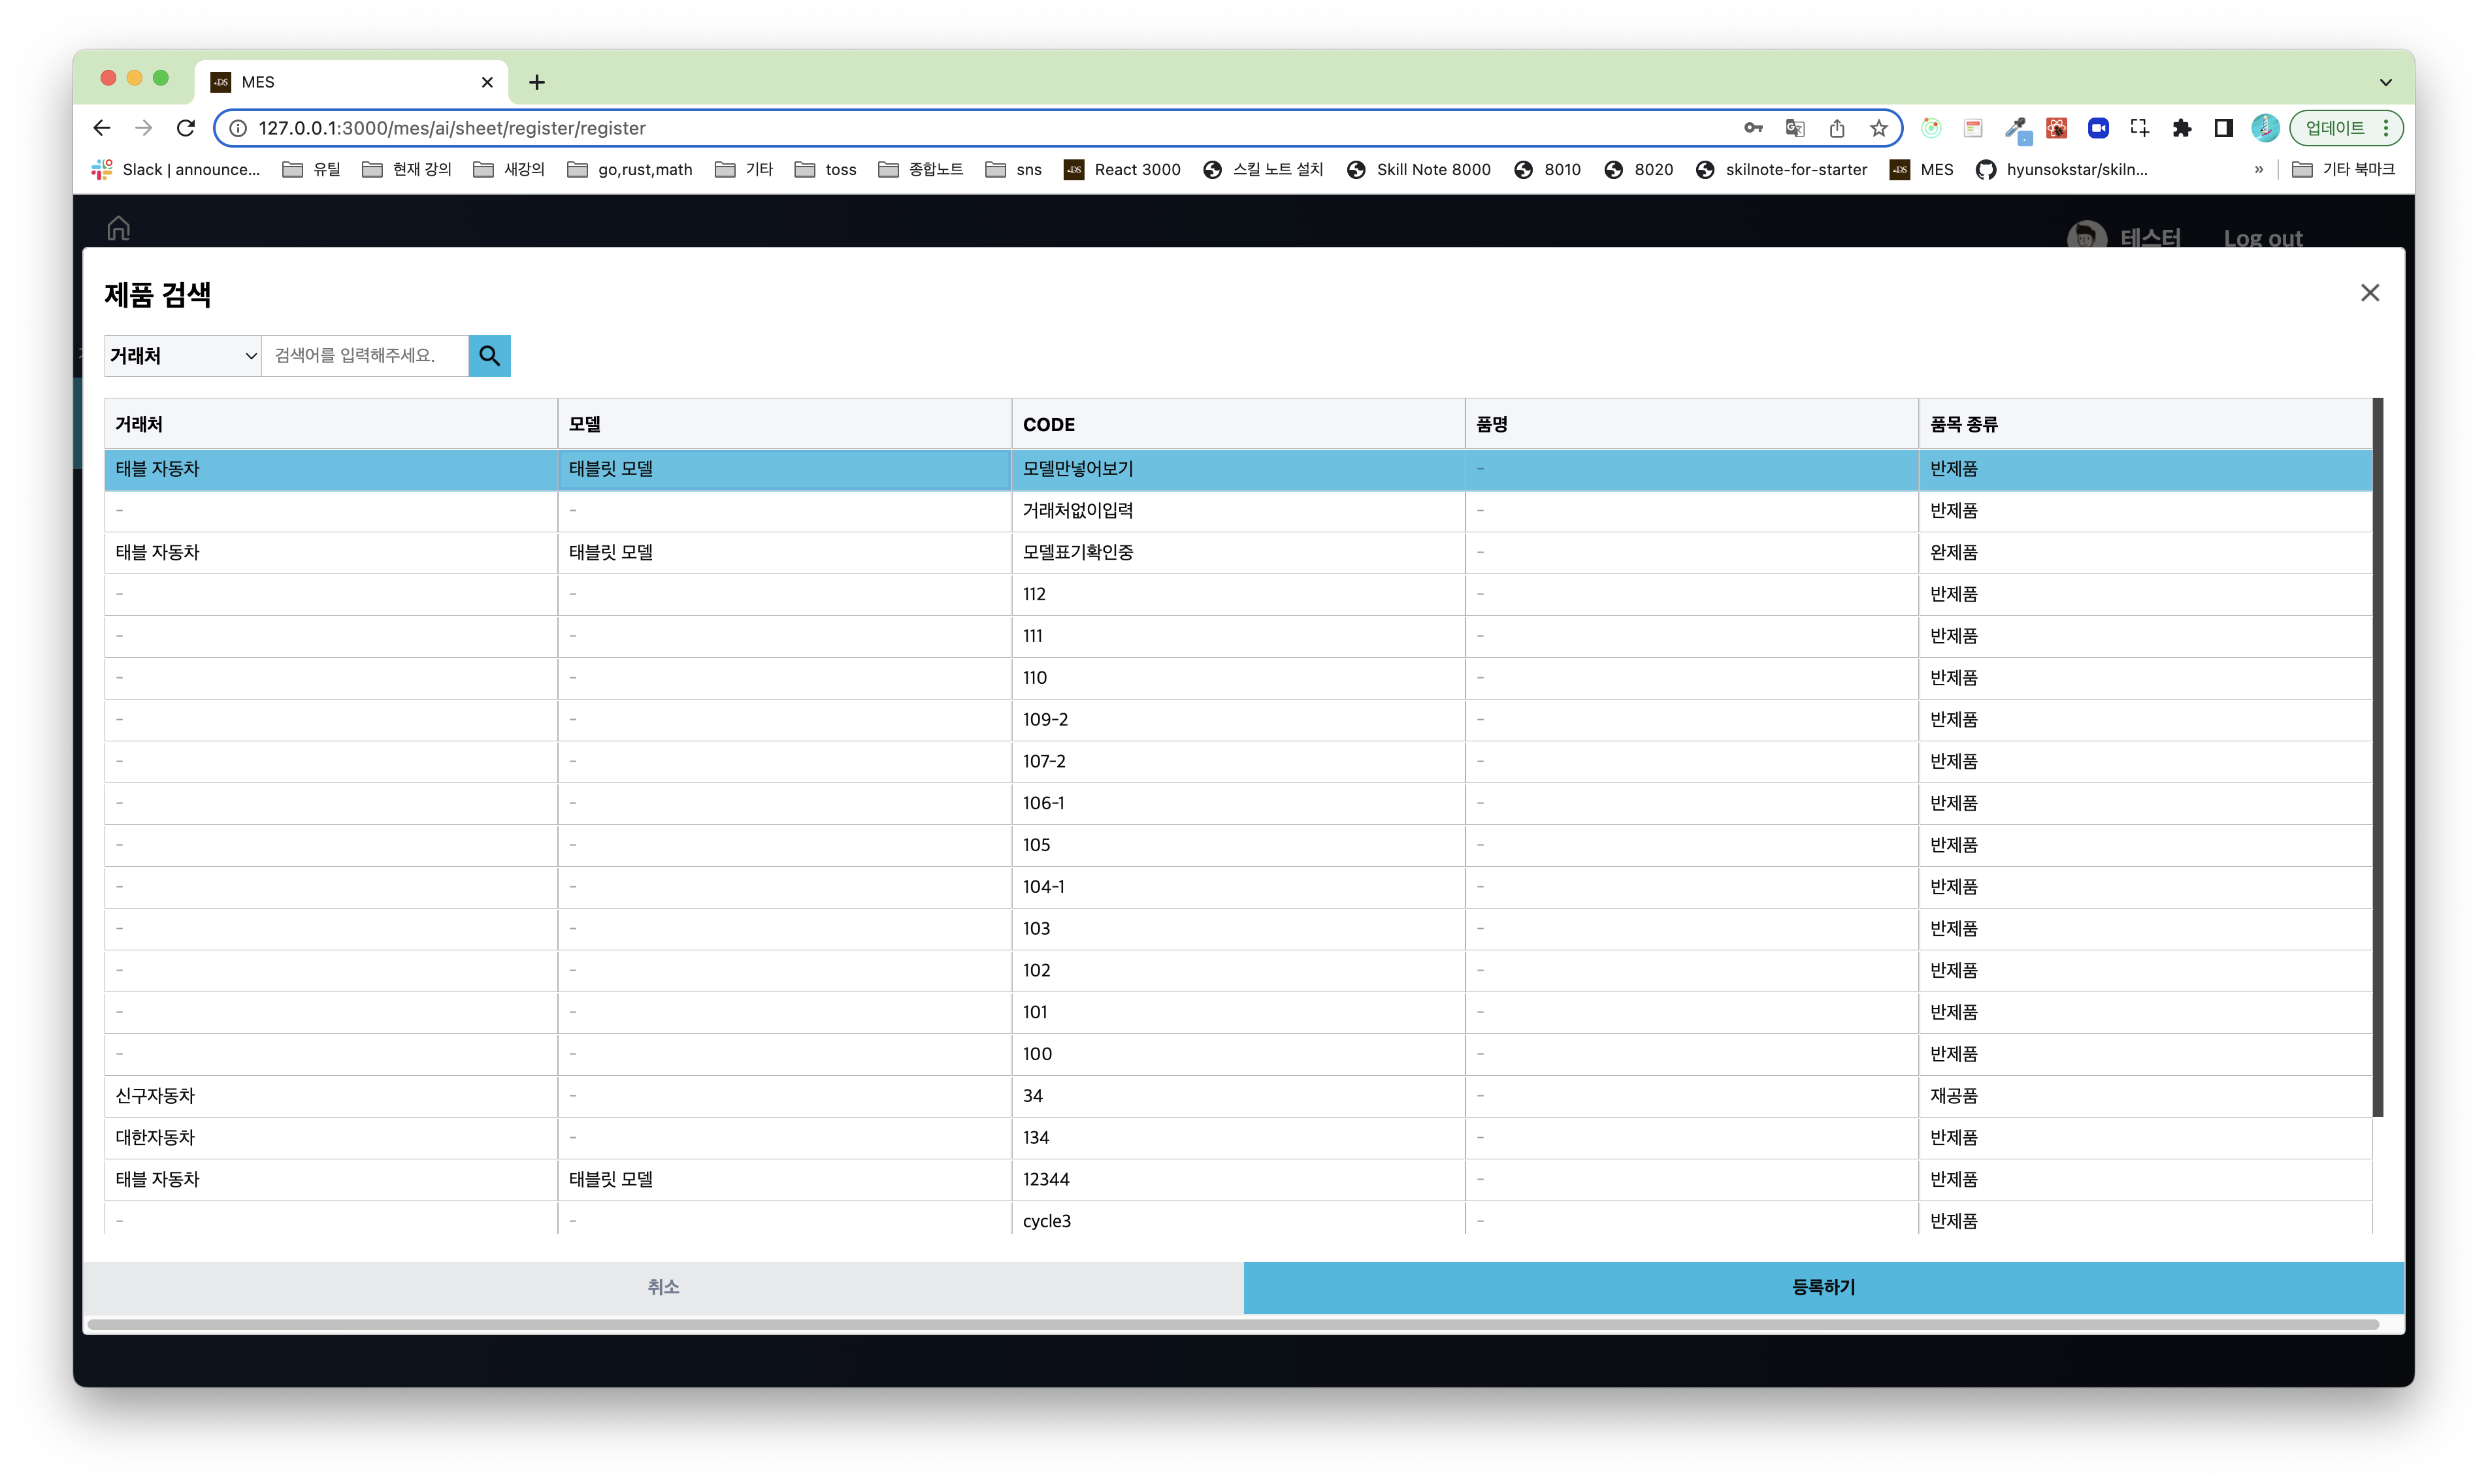 MES
127.0.0.1:3000/mes/ai/sheet/register/register
업데이트
Slack | announce... 유틸 현재 강의 새강의 go,rust,math 기타 toss 종합노트 sns React 3000 스킬 노트 설치 Skill Note 8000 8010 8020 skilnote-for-starter MES hyunsokstar/skiln... » 기타 북마크
테스터 Log out
제품 검색
거래처 검색어를 입력해주세요.
거래처 모델 CODE 품명 품목 종류
태블 자동차 태블릿 모델 모델만넣어보기 - 반제품
- - 거래처없이입력 - 반제품
태블 자동차 태블릿 모델 모델표기확인중 - 완제품
- - 112 - 반제품
- - 111 - 반제품
- - 110 - 반제품
- - 109-2 - 반제품
- - 107-2 - 반제품
- - 106-1 - 반제품
- - 105 - 반제품
- - 104-1 - 반제품
- - 103 - 반제품
- - 102 - 반제품
- - 101 - 반제품
- - 100 - 반제품
신구자동차 - 34 - 재공품
대한자동차 - 134 - 반제품
태블 자동차 태블릿 모델 12344 - 반제품
- - cycle3 - 반제품
취소 등록하기